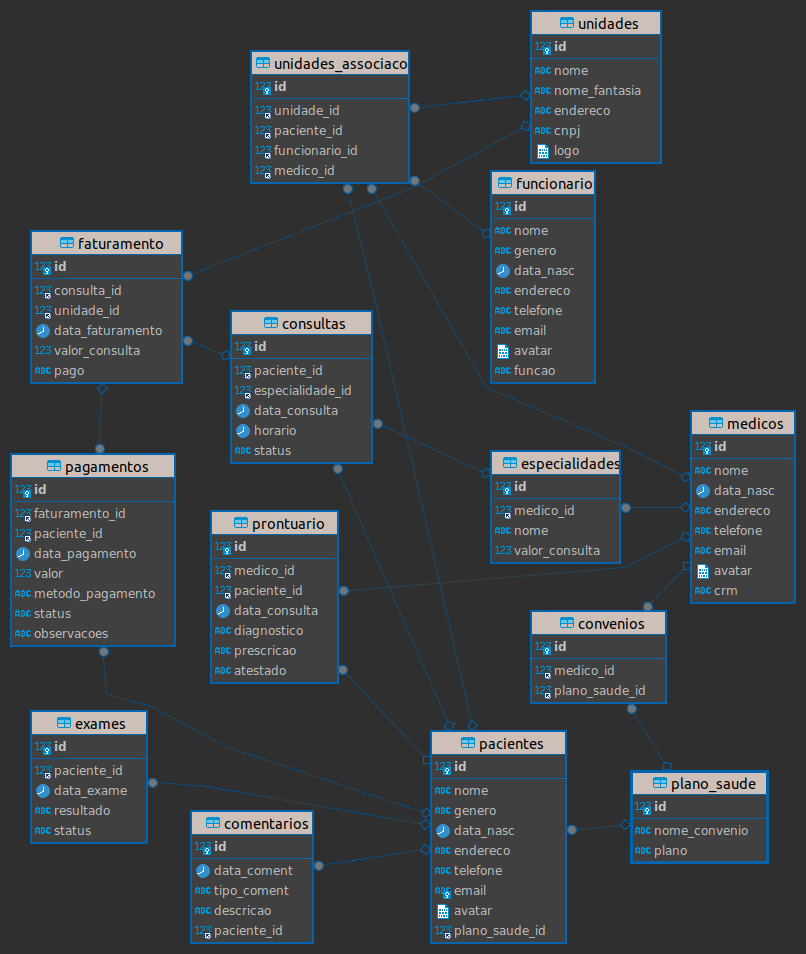 unidades
id
nome
nome_fantasia
endereco
cnpj
logo
unidades_associaco
id
unidade_id
paciente_id
funcionario_id
medico_id
funcionario
id
nome
genero
data_nasc
endereco
telefone
email
avatar
funcao
faturamento
id
consulta_id
unidade_id
data_faturamento
valor_consulta
pago
consultas
id
paciente_id
especialidade_id
data_consulta
horario
status
medicos
id
nome
data_nasc
endereco
telefone
email
avatar
crm
especialidades
id
medico_id
nome
valor_consulta
pagamentos
id
faturamento_id
paciente_id
data_pagamento
valor
metodo_pagamento
status
observacoes
prontuario
id
medico_id
paciente_id
data_consulta
diagnostico
prescricao
atestado
convenios
id
medico_id
plano_saude_id
exames
id
paciente_id
data_exame
resultado
status
pacientes
id
nome
genero
data_nasc
endereco
telefone
email
avatar
plano_saude_id
plano_saude
id
nome_convenio
plano
comentarios
id
data_coment
tipo_coment
descricao
paciente_id